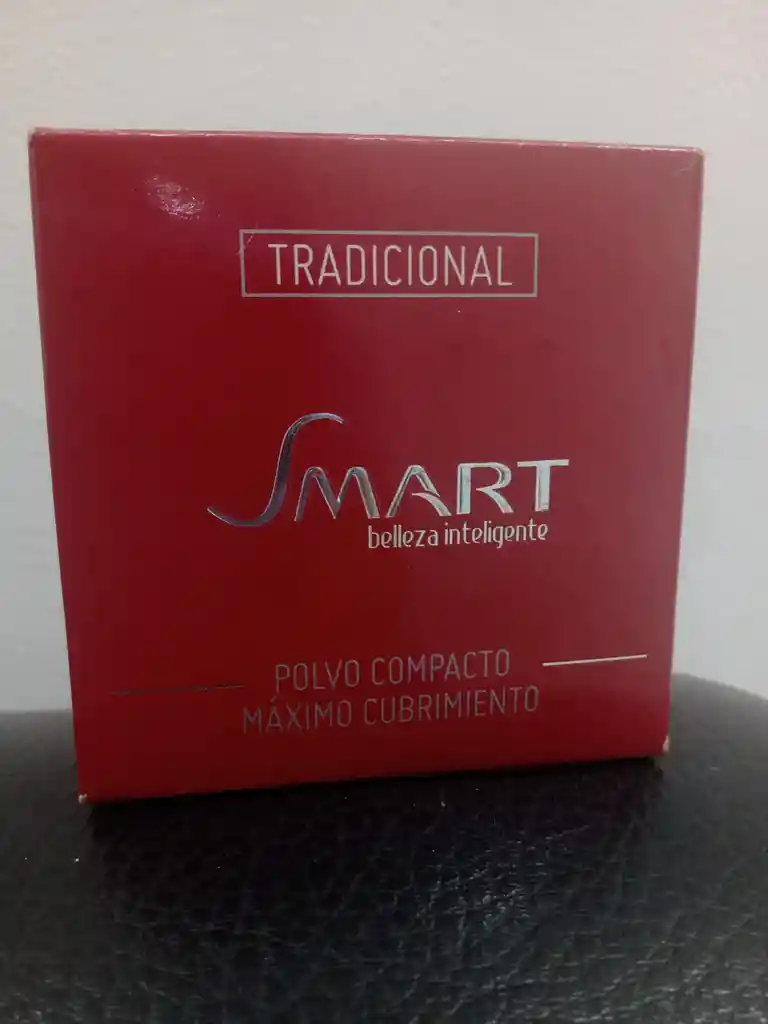 TRADICIONAL
SMART
belleza inteligente
POLVO COMPACTO
MÁXIMO CUBRIMIENTO